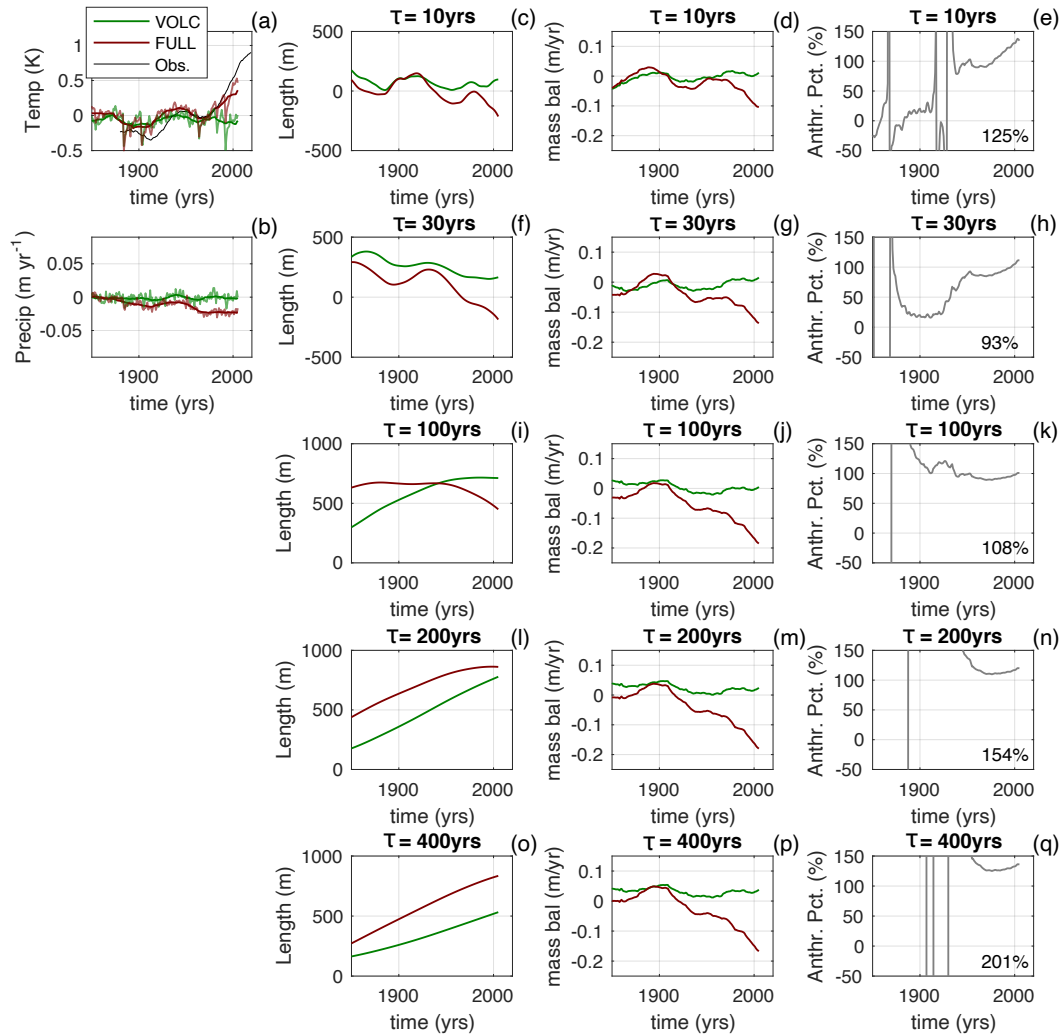 (a)
VOLC
FULL
Obs.
1
0.5
0
-0.5
Temp (K)
1900
2000
time (yrs)
τ = 10yrs
(c)
500
0
-500
Length (m)
1900
2000
time (yrs)
τ = 10yrs
(d)
0.1
0
-0.1
-0.2
mass bal (m/yr)
1900
2000
time (yrs)
τ = 10yrs
(e)
150
100
50
0
-50
Anthr. Pct. (%)
125%
1900
2000
time (yrs)
(b)
0.05
0
-0.05
Precip (m yr⁻¹)
1900
2000
time (yrs)
τ = 30yrs
(f)
500
0
-500
Length (m)
1900
2000
time (yrs)
τ = 30yrs
(g)
0.1
0
-0.1
-0.2
mass bal (m/yr)
1900
2000
time (yrs)
τ = 30yrs
(h)
150
100
50
0
-50
Anthr. Pct. (%)
93%
1900
2000
time (yrs)
τ = 100yrs
(i)
1000
500
0
Length (m)
1900
2000
time (yrs)
τ = 100yrs
(j)
0.1
0
-0.1
-0.2
mass bal (m/yr)
1900
2000
time (yrs)
τ = 100yrs
(k)
150
100
50
0
-50
Anthr. Pct. (%)
108%
1900
2000
time (yrs)
τ = 200yrs
(l)
1000
500
0
Length (m)
1900
2000
time (yrs)
τ = 200yrs
(m)
0.1
0
-0.1
-0.2
mass bal (m/yr)
1900
2000
time (yrs)
τ = 200yrs
(n)
150
100
50
0
-50
Anthr. Pct. (%)
154%
1900
2000
time (yrs)
τ = 400yrs
(o)
1000
500
0
Length (m)
1900
2000
time (yrs)
τ = 400yrs
(p)
0.1
0
-0.1
-0.2
mass bal (m/yr)
1900
2000
time (yrs)
τ = 400yrs
(q)
150
100
50
0
-50
Anthr. Pct. (%)
201%
1900
2000
time (yrs)